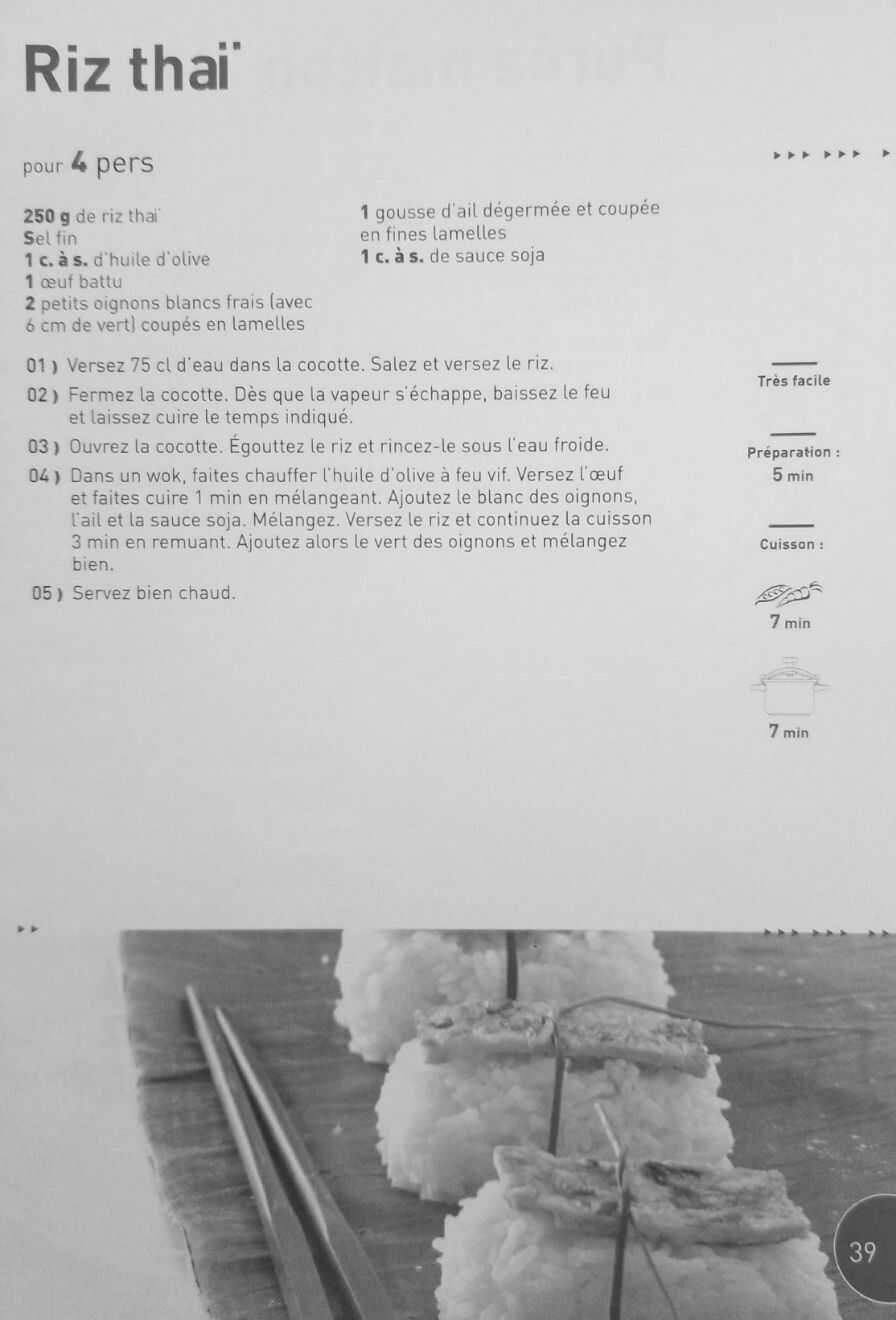 Riz thaï
pour 4 pers
250 g de riz thaï
Sel fin
1 c. à s. d'huile d'olive
1 œuf battu
2 petits oignons blancs frais (avec
6 cm de vert) coupés en lamelles
1 gousse d'ail dégermée et coupée
en fines lamelles
1 c. à s. de sauce soja
01) Versez 75 cl d'eau dans la cocotte. Salez et versez le riz.
02) Fermez la cocotte. Dès que la vapeur s'échappe, baissez le feu
et laissez cuire le temps indiqué.
03) Ouvrez la cocotte. Égouttez le riz et rincez-le sous l'eau froide.
04) Dans un wok, faites chauffer l'huile d'olive à feu vif. Versez l'œuf
et faites cuire 1 min en mélangeant. Ajoutez le blanc des oignons,
l'ail et la sauce soja. Mélangez. Versez le riz et continuez la cuisson
3 min en remuant. Ajoutez alors le vert des oignons et mélangez
bien.
05) Servez bien chaud.
Très facile
Préparation :
5 min
Cuisson :
7 min
7 min
39